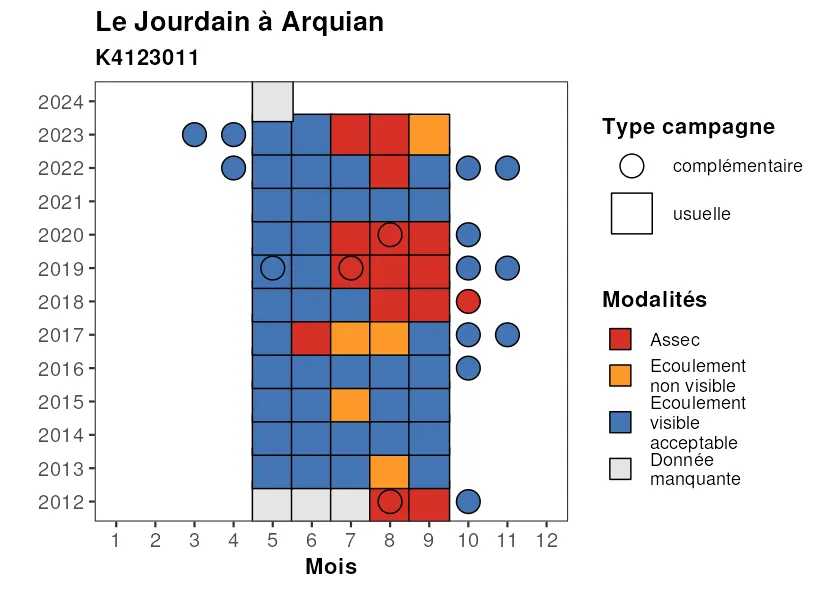 Le Jourdain à Arquian
K4123011
2024
2023
2022
2021
2020
2019
2018
2017
2016
2015
2014
2013
2012
1 2 3 4 5 6 7 8 9 10 11 12
Mois
Type campagne
complémentaire
usuelle
Modalités
Assec
Ecoulement
non visible
Ecoulement
visible
acceptable
Donnée
manquante